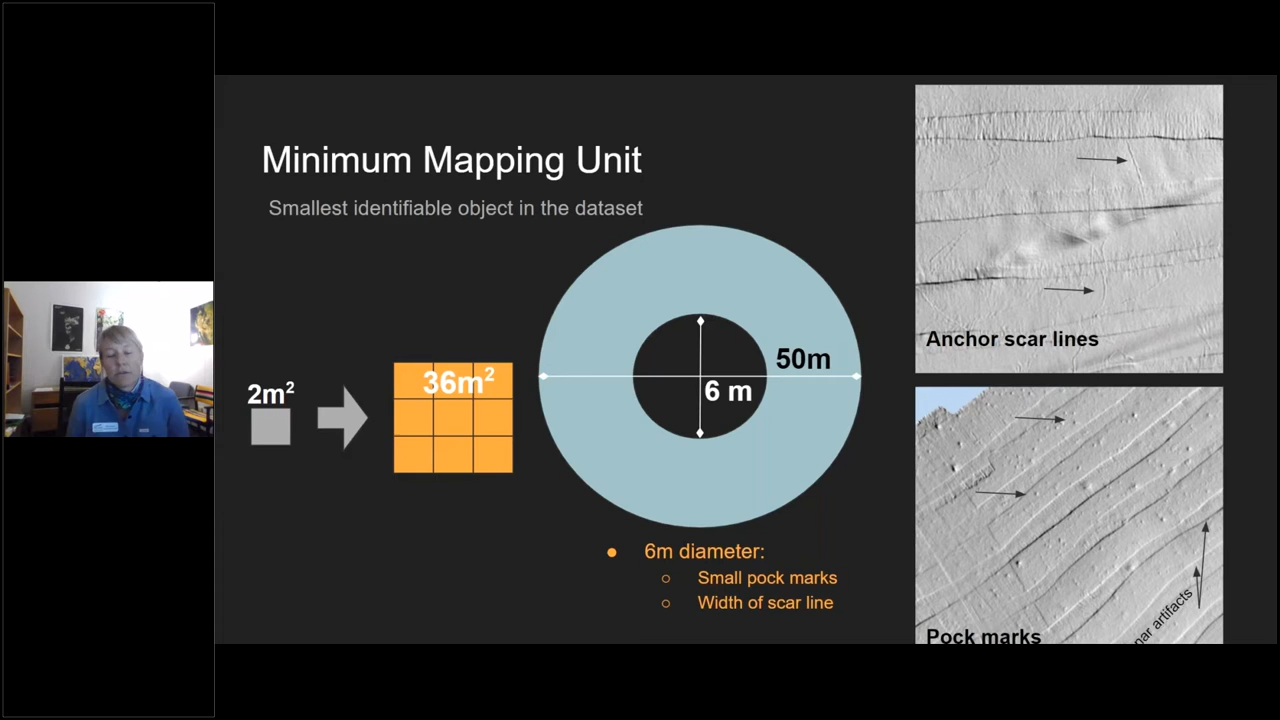 Minimum Mapping Unit
Smallest identifiable object in the dataset
2m²
36m²
50m
6 m
● 6m diameter:
○ Small pock marks
○ Width of scar line
Anchor scar lines
Pock marks
artifacts